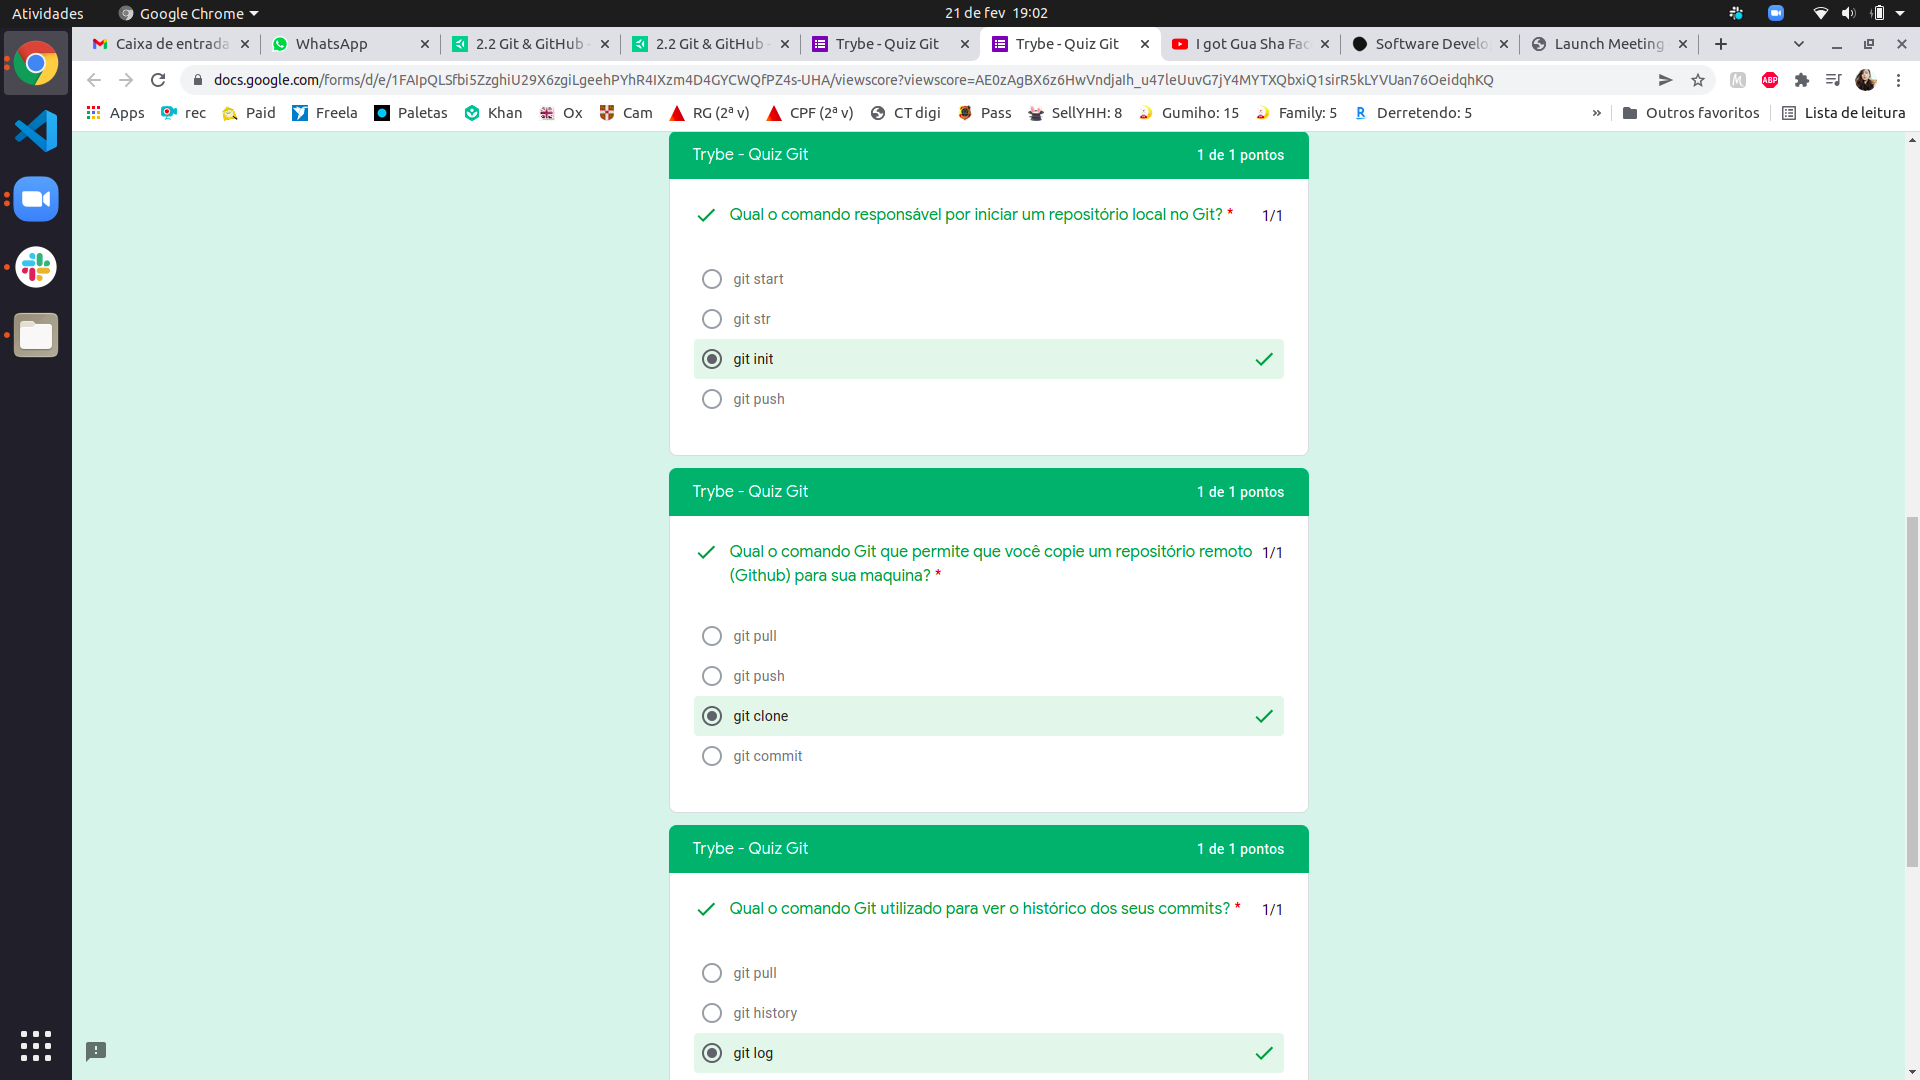 Atividades
Google Chrome
21 de fev 19:02
Caixa de entrada
WhatsApp
2.2 Git & GitHub -
2.2 Git & GitHub -
Trybe - Quiz Git
Trybe - Quiz Git
I got Gua Sha Fac
Software Develo
Launch Meeting
docs.google.com/forms/d/e/1FAIpQLSfbi5ZzghiU29X6zgiLgeehPYhR4IXzm4D4GYCWQfPZ4s-UHA/viewscore?viewscore=AE0zAgBX6z6HwVndjaIh_u47leUuvG7jY4MYTXQbxiQ1sirR5kLYVUan76OeidqhKQ
ABP
Apps
rec
Paid
Freela
Paletas
Khan
Ox
Cam
RG (2ª v)
CPF (2ª v)
CT digi
Pass
SellYHH: 8
Gumiho: 15
Family: 5
Derretendo: 5
»
Outros favoritos
Lista de leitura
Trybe - Quiz Git
1 de 1 pontos
Qual o comando responsável por iniciar um repositório local no Git? *
1/1
git start
git str
git init
git push
Trybe - Quiz Git
1 de 1 pontos
Qual o comando Git que permite que você copie um repositório remoto
1/1
(Github) para sua maquina? *
git pull
git push
git clone
git commit
Trybe - Quiz Git
1 de 1 pontos
Qual o comando Git utilizado para ver o histórico dos seus commits? *
1/1
git pull
git history
git log